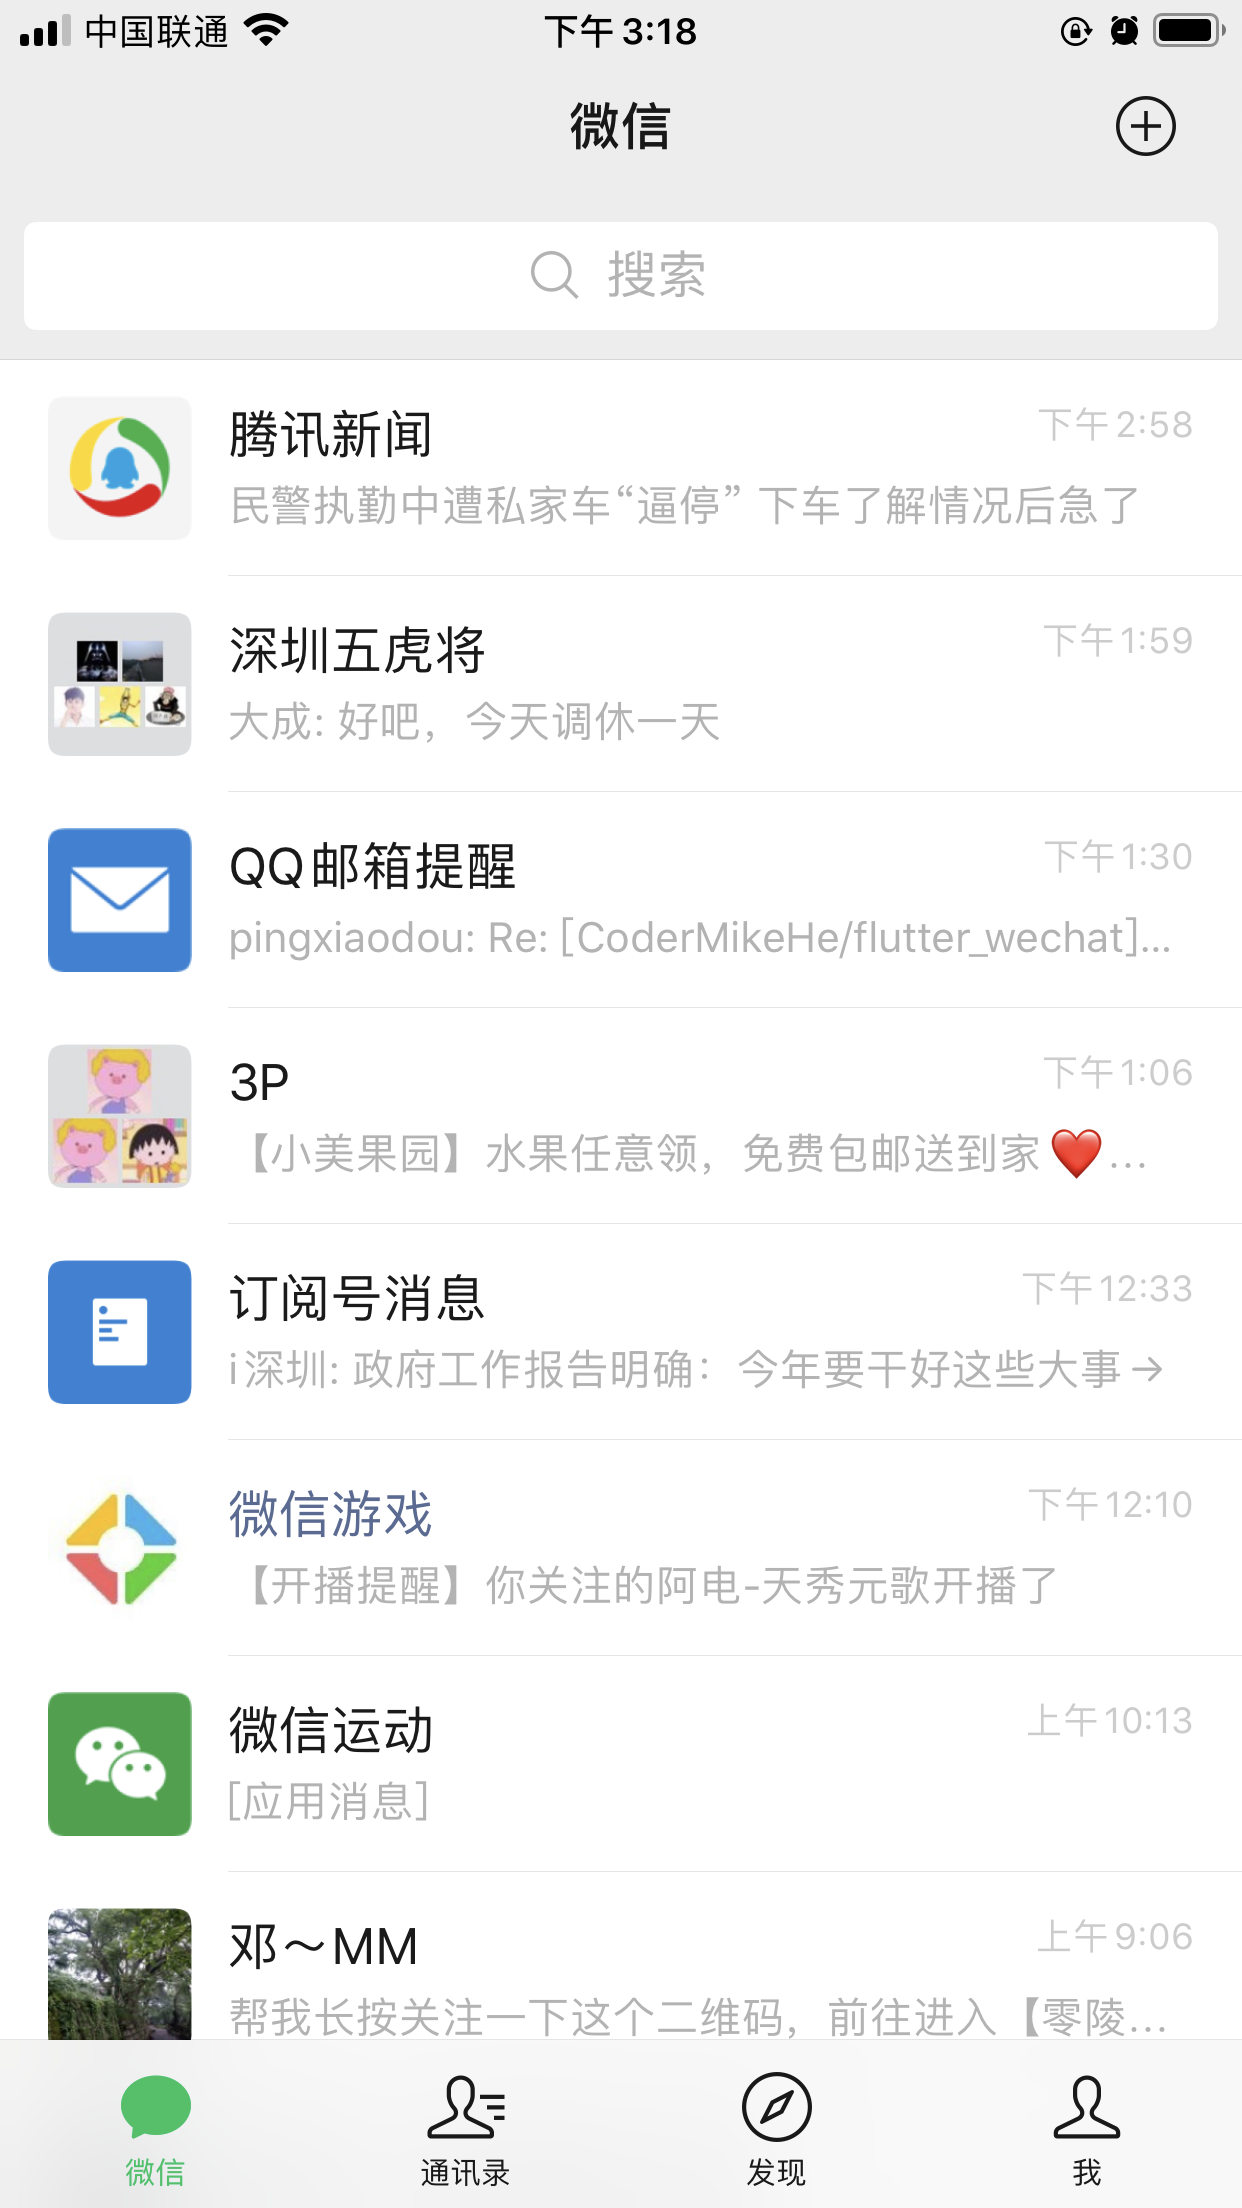 中国联通
下午 3:18
微信
搜索
腾讯新闻
下午 2:58
民警执勤中遭私家车“逼停” 下车了解情况后急了
深圳五虎将
下午 1:59
大成: 好吧，今天调休一天
QQ邮箱提醒
下午 1:30
pingxiaodou: Re: [CoderMikeHe/flutter_wechat]...
3P
下午 1:06
【小美果园】水果任意领，免费包邮送到家❤️...
订阅号消息
下午 12:33
i深圳: 政府工作报告明确：今年要干好这些大事→
微信游戏
下午 12:10
【开播提醒】你关注的阿电-天秀元歌开播了
微信运动
上午 10:13
[应用消息]
邓～MM
上午 9:06
帮我长按关注一下这个二维码，前往进入【零陵...
微信
通讯录
发现
我